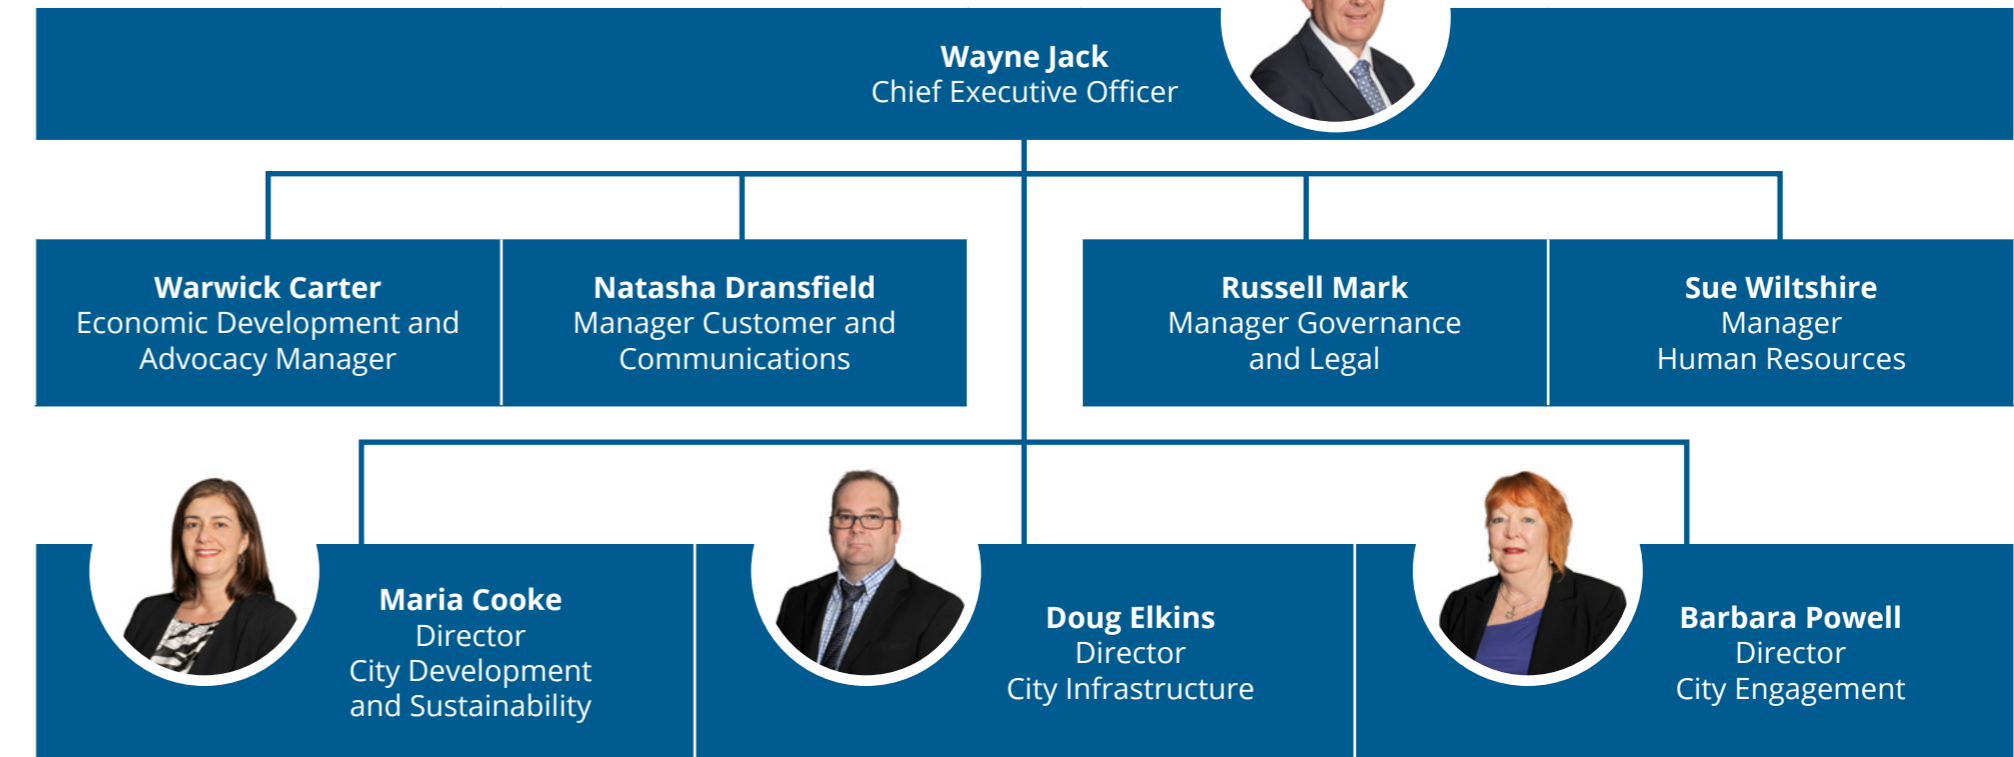 Wayne Jack
Chief Executive Officer
Warwick Carter
Economic Development and
Advocacy Manager
Natasha Dransfield
Manager Customer and
Communications
Russell Mark
Manager Governance
and Legal
Sue Wiltshire
Manager
Human Resources
Maria Cooke
Director
City Development
and Sustainability
Doug Elkins
Director
City Infrastructure
Barbara Powell
Director
City Engagement